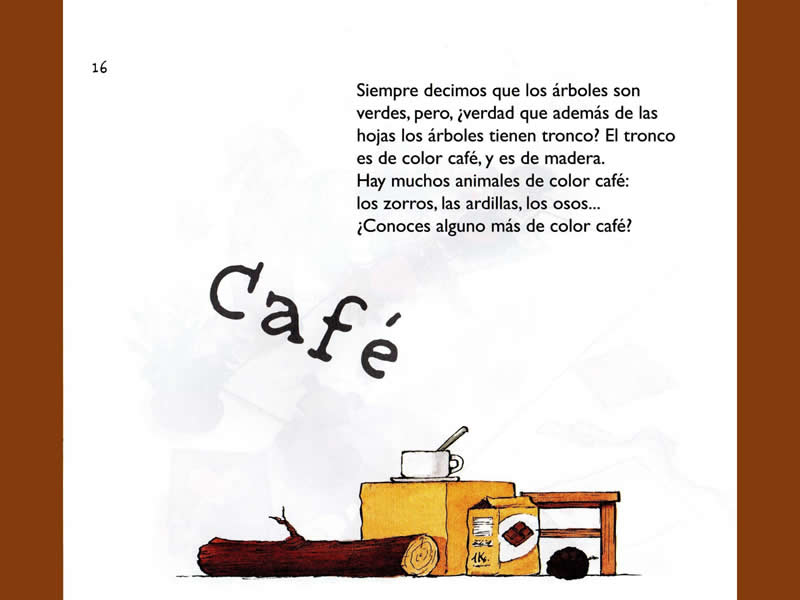 16
Siempre decimos que los árboles son
verdes, pero, ¿verdad que además de las
hojas los árboles tienen tronco? El tronco
es de color café, y es de madera.
Hay muchos animales de color café:
los zorros, las ardillas, los osos...
¿Conoces alguno más de color café?
Café
1K.